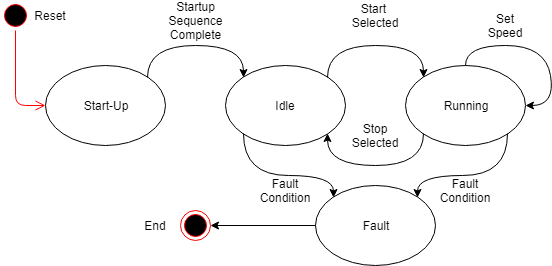 Reset
Startup
Sequence
Complete
Start
Selected
Set
Speed
Start-Up
Idle
Running
Stop
Selected
Fault
Condition
Fault
Condition
Fault
End